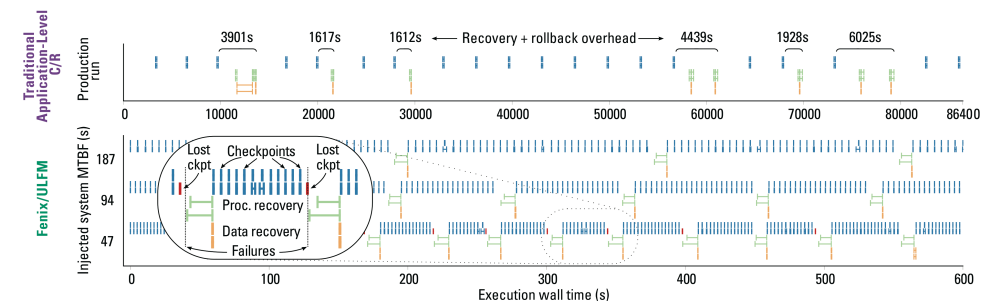 Traditional
Application-Level
C/R
Production
run
3901s
1617s
1612s
Recovery + rollback overhead
4439s
1928s
6025s
0
10000
20000
30000
40000
50000
60000
70000
80000
86400
Fenix/ULFM
Injected system MTBF (s)
187
94
47
Lost
ckpt
Checkpoints
Lost
ckpt
Proc. recovery
Data recovery
Failures
0
100
200
300
400
500
600
Execution wall time (s)